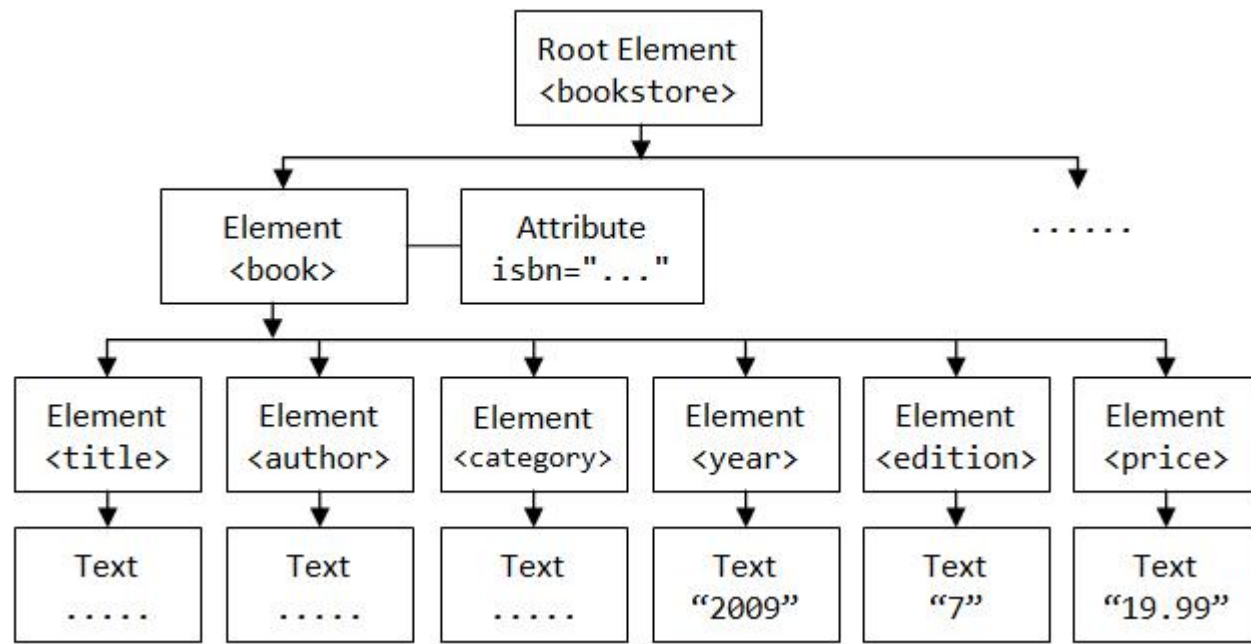 Root Element
<bookstore>
Element
<book>
Attribute
isbn="..."
......
Element
<title>
Element
<author>
Element
<category>
Element
<year>
Element
<edition>
Element
<price>
Text
.....
Text
.....
Text
.....
Text
“2009”
Text
“7”
Text
“19.99”